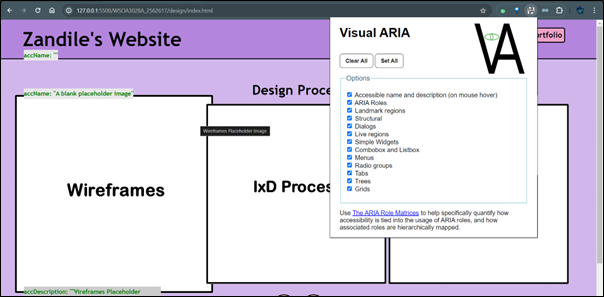 127.0.0.1:5500/WSOA3028A_2562617/design/index.html
Zandile's Website
ortfolio
accName: ""
accName: "A blank placeholder image"
Design Proce
Wireframes Placeholder Image
Wireframes
IxD Proces
accDescription: ""Wireframes Placeholder
Visual ARIA
VA
Clear All
Set All
Options
Accessible name and description (on mouse hover)
ARIA Roles
Landmark regions
Structural
Dialogs
Live regions
Simple Widgets
Combobox and Listbox
Menus
Radio groups
Tabs
Trees
Grids
Use The ARIA Role Matrices to help specifically quantify how
accessibility is tied into the usage of ARIA roles, and how
associated roles are hierarchically mapped.